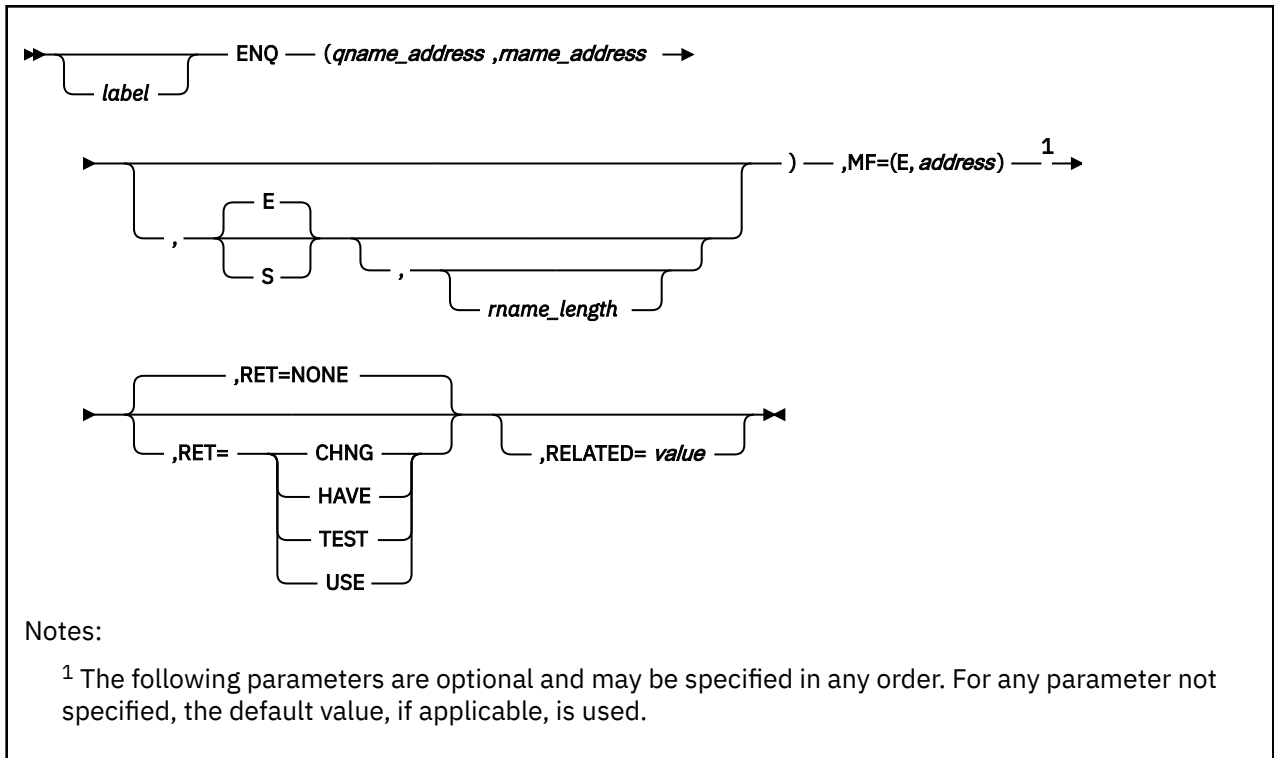 ENQ (qname_address ,rname_address
label
1
) ,MF=(E, address)
E
,
S
,
rname_length
,RET=NONE
,RET= CHNG ,RELATED= value
HAVE
TEST
USE
Notes:
1 The following parameters are optional and may be specified in any order. For any parameter not
specified, the default value, if applicable, is used.